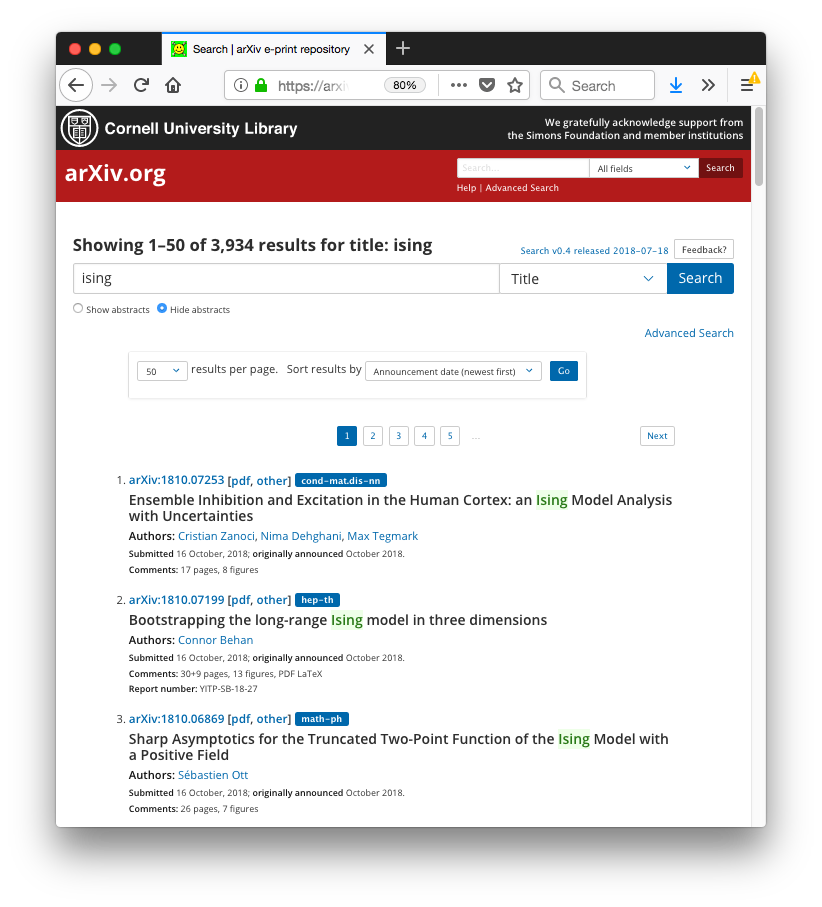 Search | arXiv e-print repository
https://arxi
80%
Search
Cornell University Library
We gratefully acknowledge support from
the Simons Foundation and member institutions
arXiv.org
Search...
All fields
Search
Help | Advanced Search
Showing 1–50 of 3,934 results for title: ising
Search v0.4 released 2018-07-18
Feedback?
ising
Title
Search
Show abstracts
Hide abstracts
Advanced Search
50
results per page.
Sort results by
Announcement date (newest first)
Go
1
2
3
4
5
...
Next
1. arXiv:1810.07253 [pdf, other] cond-mat.dis-nn
Ensemble Inhibition and Excitation in the Human Cortex: an Ising Model Analysis
with Uncertainties
Authors: Cristian Zanoci, Nima Dehghani, Max Tegmark
Submitted 16 October, 2018; originally announced October 2018.
Comments: 17 pages, 8 figures
2. arXiv:1810.07199 [pdf, other] hep-th
Bootstrapping the long-range Ising model in three dimensions
Authors: Connor Behan
Submitted 16 October, 2018; originally announced October 2018.
Comments: 30+9 pages, 13 figures, PDF LaTeX
Report number: YITP-SB-18-27
3. arXiv:1810.06869 [pdf, other] math-ph
Sharp Asymptotics for the Truncated Two-Point Function of the Ising Model with
a Positive Field
Authors: Sébastien Ott
Submitted 16 October, 2018; originally announced October 2018.
Comments: 26 pages, 7 figures